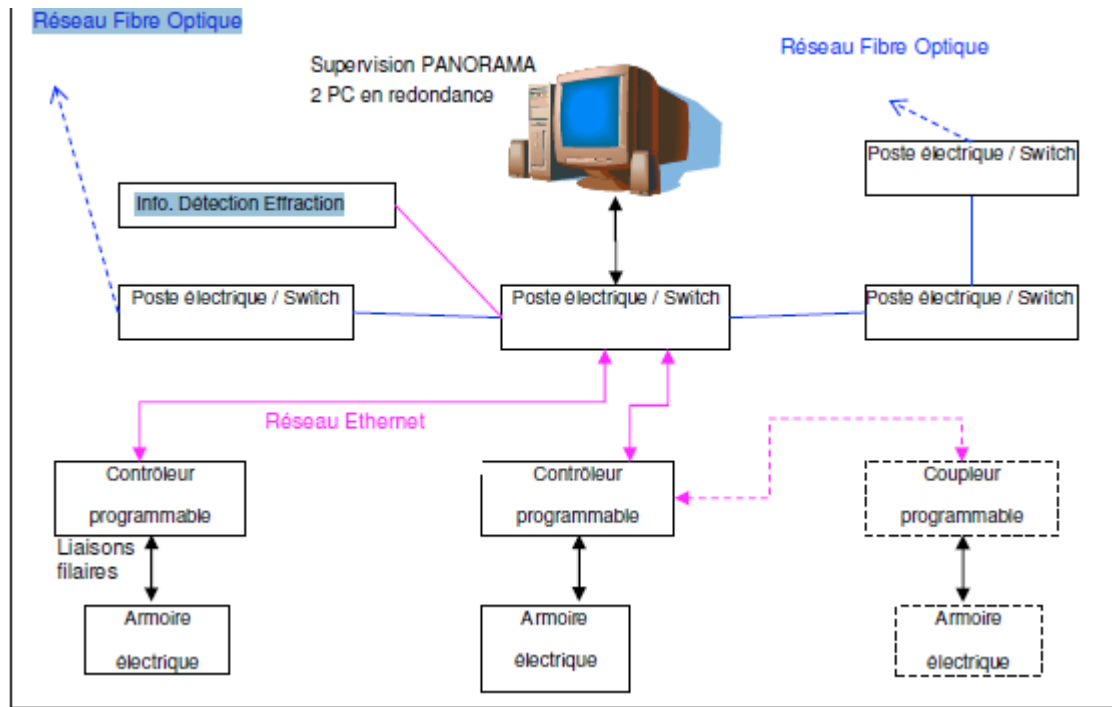 Réseau Fibre Optique
Réseau Fibre Optique
Supervision PANORAMA
2 PC en redondance
Poste électrique / Switch
Info. Détection Effraction
Poste électrique / Switch
Poste électrique / Switch
Poste électrique / Switch
Réseau Ethernet
Contrôleur
programmable
Contrôleur
programmable
Coupleur
programmable
Liaisons
filaires
Armoire
électrique
Armoire
électrique
Armoire
électrique